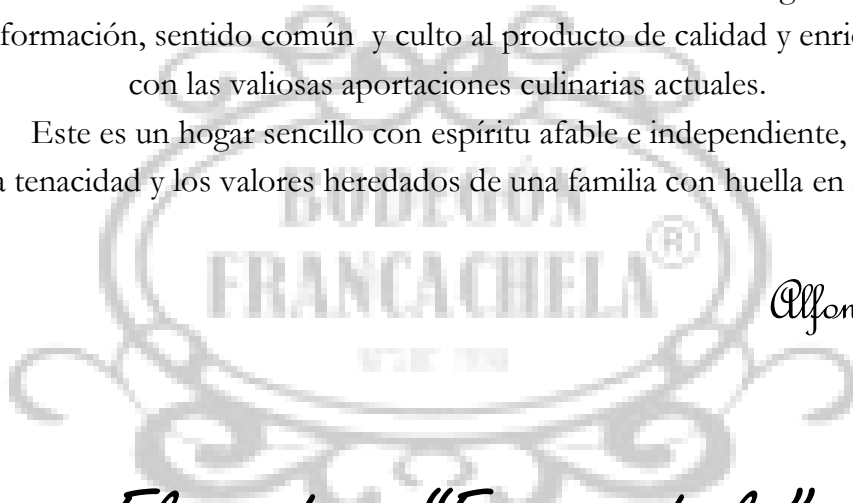 formación, sentido común y culto al producto de calidad y enri
con las valiosas aportaciones culinarias actuales.
Este es un hogar sencillo con espíritu afable e independiente,
a tenacidad y los valores heredados de una familia con huella en
BODEGÓN
FRANCACHELA®
Alfon